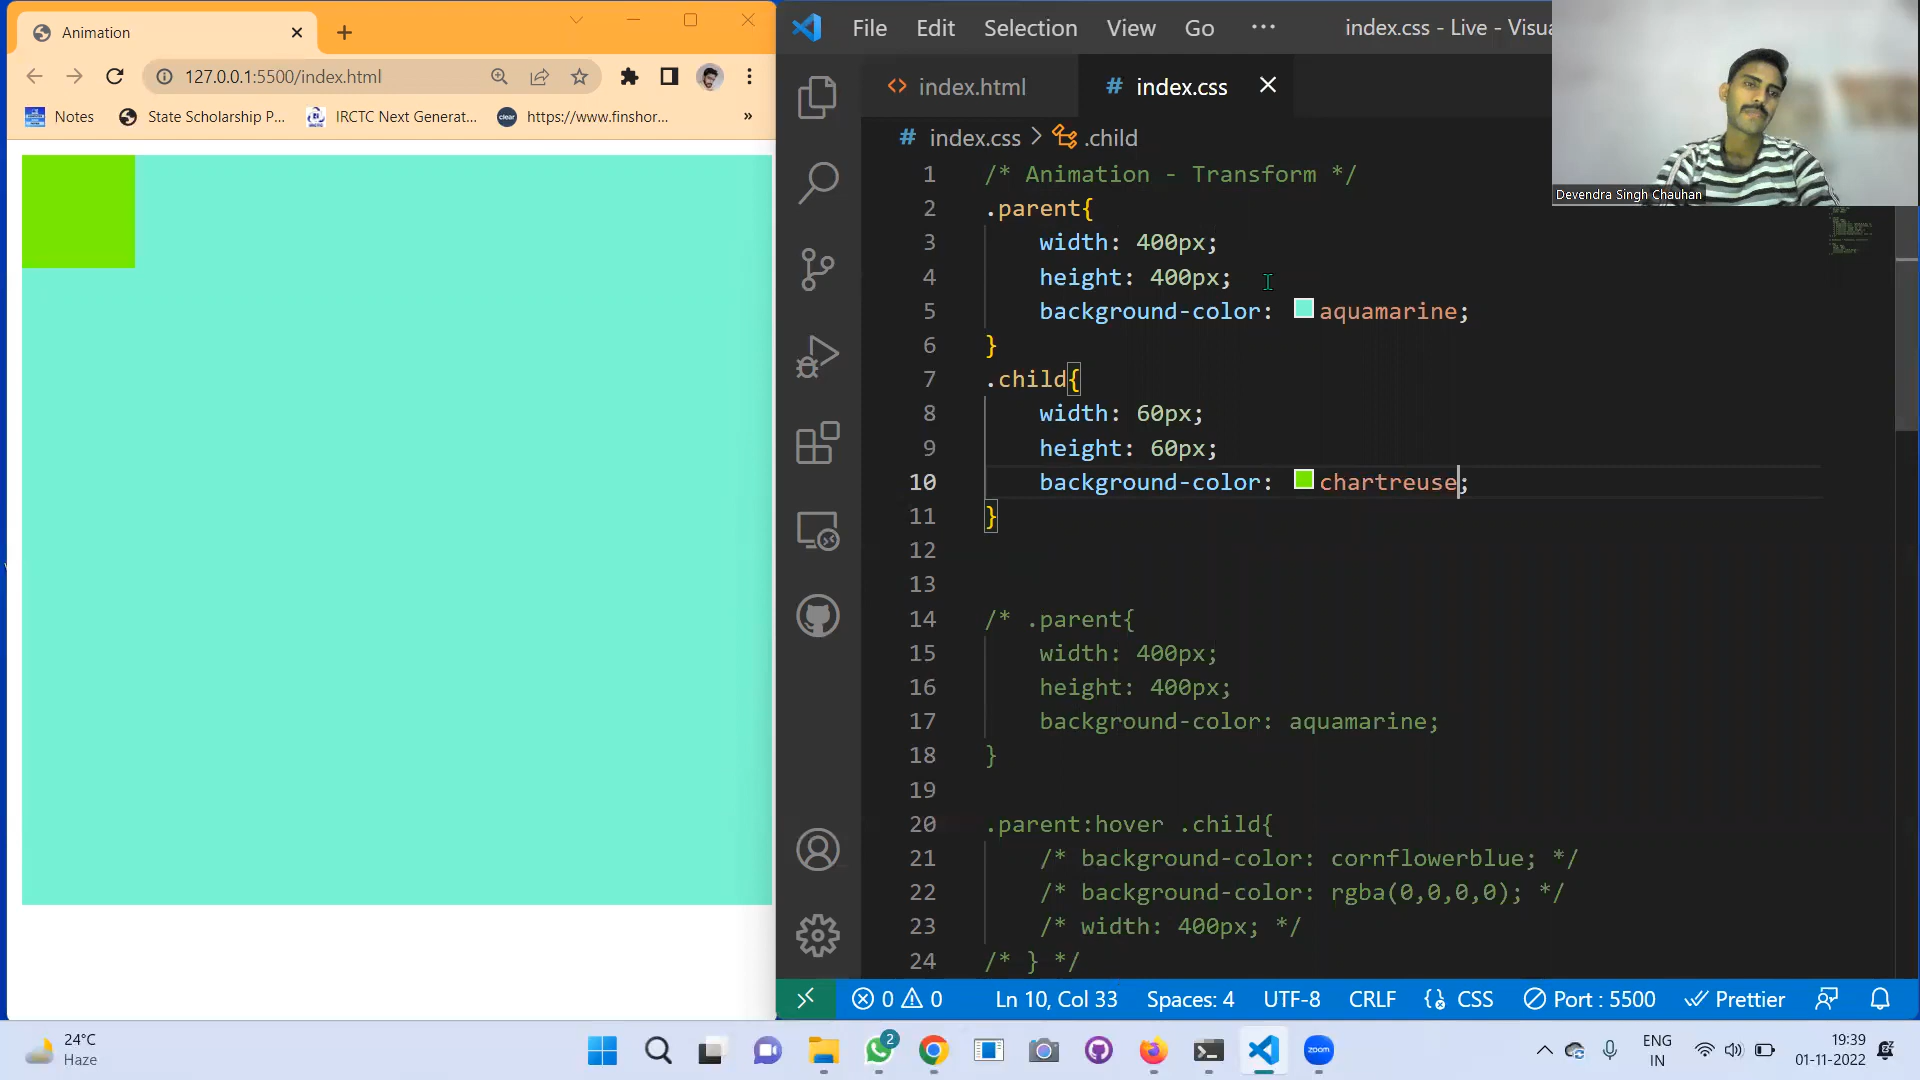 Animation
127.0.0.1:5500/index.html
Notes
State Scholarship P...
IRCTC Next Generat...
clear
https://www.finshor...
»
File Edit Selection View Go ···
index.css - Live - Visua
index.html
# index.css
# index.css > .child
Devendra Singh Chauhan
1 /* Animation - Transform */
2 .parent{
3 width: 400px;
4 height: 400px;
5 background-color: aquamarine;
6 }
7 .child{
8 width: 60px;
9 height: 60px;
10 background-color: chartreuse;
11 }
12
13
14 /* .parent{
15 width: 400px;
16 height: 400px;
17 background-color: aquamarine;
18 }
19
20 .parent:hover .child{
21 /* background-color: cornflowerblue; */
22 /* background-color: rgba(0,0,0,0); */
23 /* width: 400px; */
24 /* } */
0 0 Ln 10, Col 33 Spaces: 4 UTF-8 CRLF CSS Port : 5500 Prettier
24°C
Haze
2
zoom
ENG
IN
19:39
01-11-2022